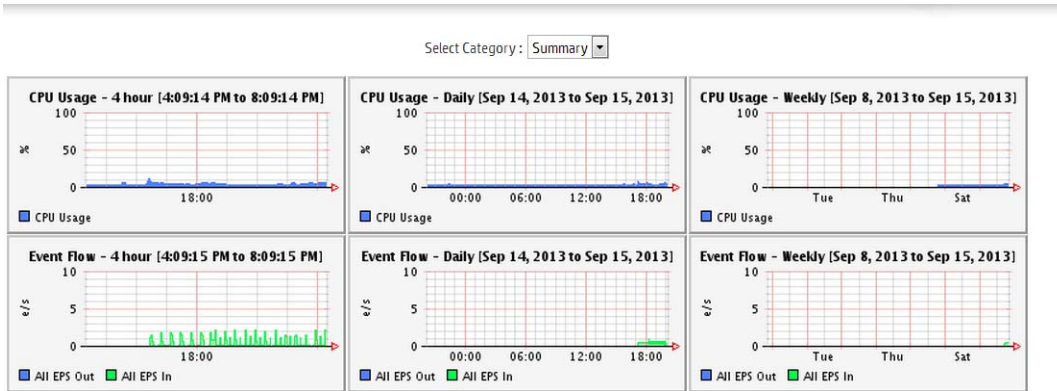 Select Category : Summary
CPU Usage - 4 hour [4:09:14 PM to 8:09:14 PM]
100
%
50
0
18:00
CPU Usage
CPU Usage - Daily [Sep 14, 2013 to Sep 15, 2013]
100
%
50
0
00:00 06:00 12:00 18:00
CPU Usage
CPU Usage - Weekly [Sep 8, 2013 to Sep 15, 2013]
100
%
50
0
Tue Thu Sat
CPU Usage
Event Flow - 4 hour [4:09:15 PM to 8:09:15 PM]
10
e/s
5
0
18:00
All EPS Out All EPS In
Event Flow - Daily [Sep 14, 2013 to Sep 15, 2013]
10
e/s
5
0
00:00 06:00 12:00 18:00
All EPS Out All EPS In
Event Flow - Weekly [Sep 8, 2013 to Sep 15, 2013]
10
e/s
5
0
Tue Thu Sat
All EPS Out All EPS In